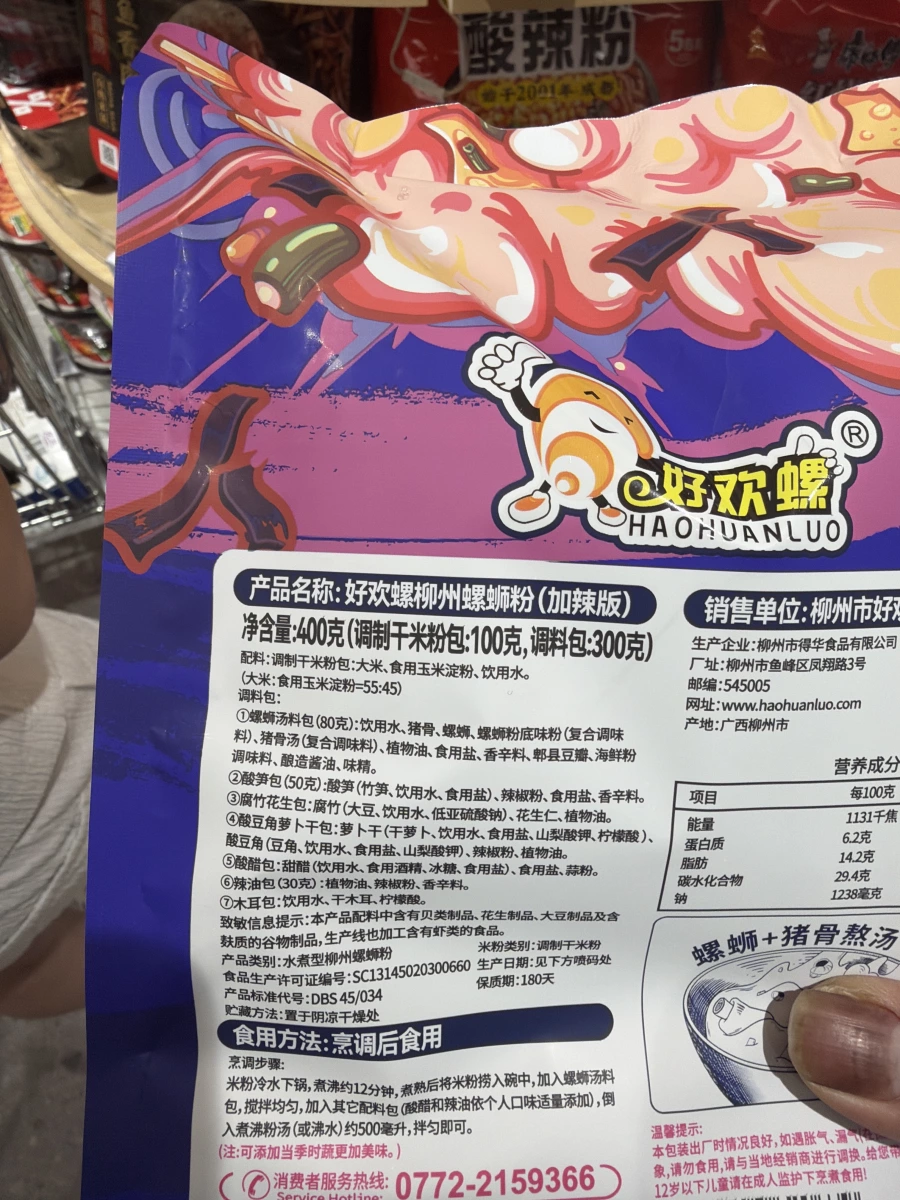 酸辣粉
好欢螺
®
HAOHUANLUO
产品名称:好欢螺柳州螺蛳粉(加辣版)
净含量:400克(调制干米粉包:100克,调料包:300克)
配料:调制干米粉包:大米、食用玉米淀粉、饮用水。
(大米:食用玉米淀粉=55:45)
调料包:
①螺蛳汤料包(80克):饮用水、猪骨、螺蛳、螺蛳粉底味粉(复合调味
料)、猪骨汤(复合调味料)、植物油、食用盐、香辛料、郫县豆瓣、海鲜粉
调味料、酿造酱油、味精。
②酸笋包(50克):酸笋(竹笋、饮用水、食用盐)、辣椒粉、食用盐、香辛料。
③腐竹花生包:腐竹(大豆、饮用水、低亚硫酸钠)、花生仁、植物油。
④酸豆角萝卜干包:萝卜干(干萝卜、饮用水、食用盐、山梨酸钾、柠檬酸)、
酸豆角(豆角、饮用水、食用盐、山梨酸钾)、辣椒粉、植物油。
⑤酸醋包:甜醋(饮用水、食用酒精、冰糖、食用盐)、食用盐、蒜粉。
⑥辣油包(30克):植物油、辣椒粉、香辛料。
⑦木耳包:饮用水、干木耳、柠檬酸。
致敏信息提示:本产品配料中含有贝类制品、花生制品、大豆制品及含
麸质的谷物制品,生产线也加工含有虾类的食品。
产品类别:水煮型柳州螺蛳粉 米粉类别:调制干米粉
食品生产许可证编号:SC13145020300660 生产日期:见下方喷码处
产品标准代号:DBS 45/034 保质期:180天
贮藏方法:置于阴凉干燥处
食用方法:烹调后食用
烹调步骤:
米粉冷水下锅,煮沸约12分钟,煮熟后将米粉捞入碗中,加入螺蛳汤料
包,搅拌均匀,加入其它配料包(酸醋和辣油依个人口味适量添加),倒
入煮沸粉汤(或沸水)约500毫升,拌匀即可。
(注:可添加当季时蔬更加美味。)
消费者服务热线: 0772-2159366
Service Hotline:
销售单位:柳州市好
生产企业:柳州市得华食品有限公司
厂址:柳州市鱼峰区凤翔路3号
邮编:545005
网址:www.haohuanluo.com
产地:广西柳州市
营养成分
项目 每100克
能量 1131千焦
蛋白质 6.2克
脂肪 14.2克
碳水化合物 29.4克
钠 1238毫克
螺蛳+猪骨熬汤
温馨提示:
本包装出厂时情况良好,如遇胀气、漏气
象,请勿食用,请与当地经销商进行调换。给您带
12岁以下儿童请在成人监护下烹煮食用!